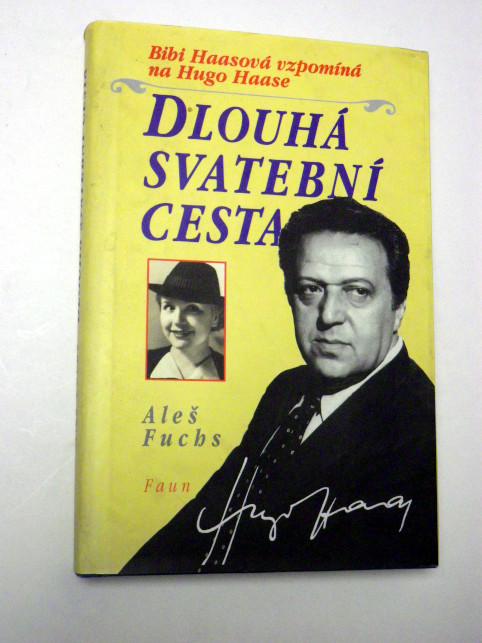 Bibi Haasová vzpomíná
na Hugo Haase
DLOUHÁ
SVATEBNÍ
CESTA
Aleš
Fuchs
Faun
Hugo Haas